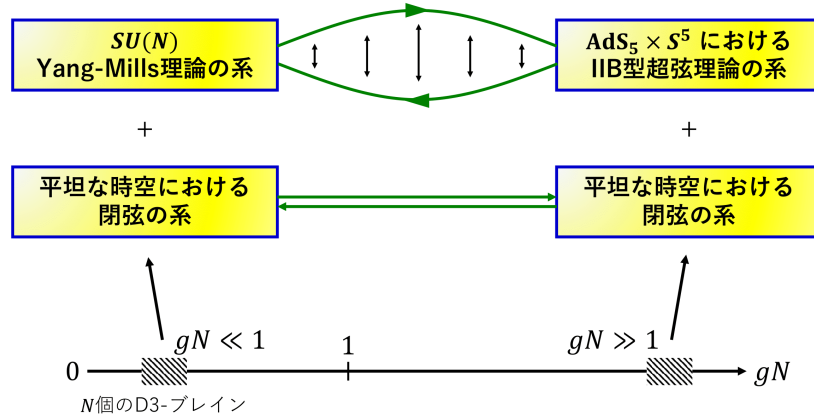 SU(N)
Yang-Mills理論の系
AdS₅ × S⁵ における
IIB型超弦理論の系
+
+
平坦な時空における
閉弦の系
平坦な時空における
閉弦の系
gN ≪ 1
1
gN ≫ 1
0
gN
N個のD3-ブレイン